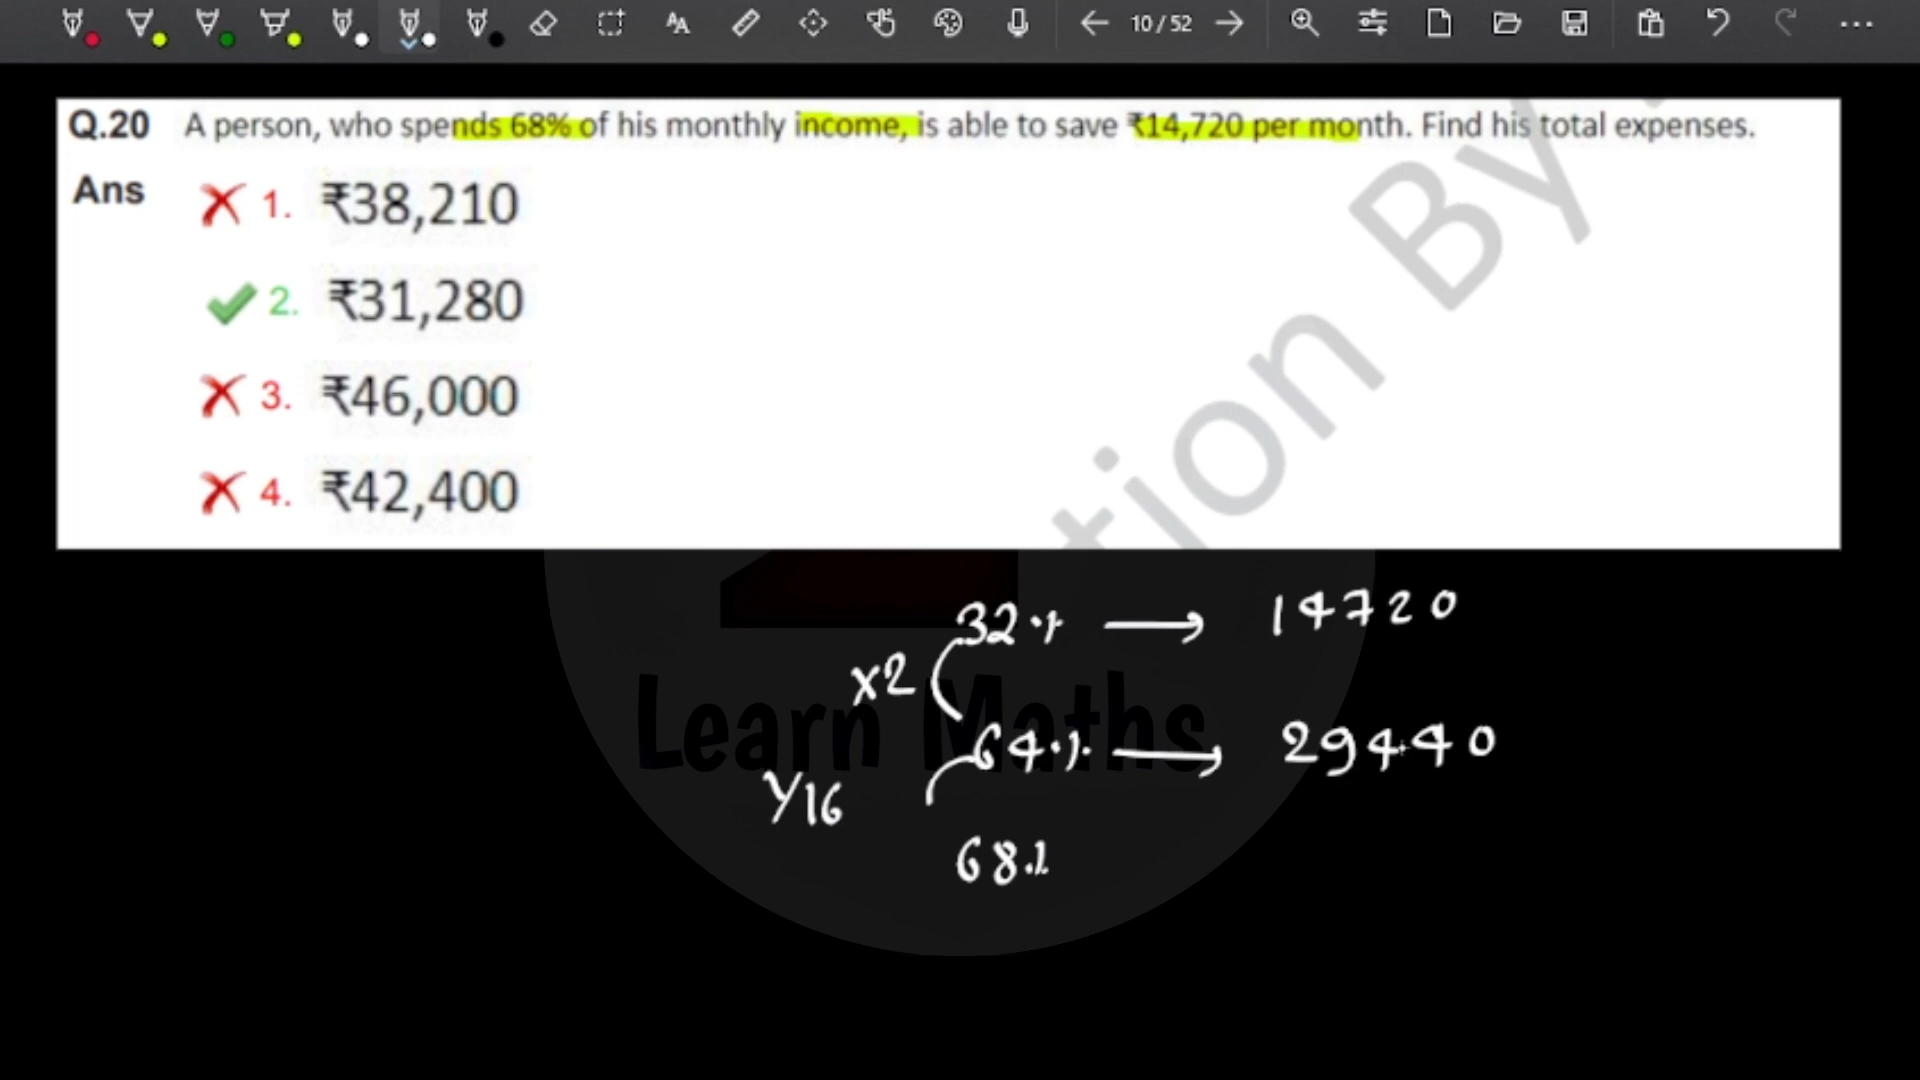 10 / 52
Q.20 A person, who spends 68% of his monthly income, is able to save ₹14,720 per month. Find his total expenses.
Ans
1. ₹38,210
2. ₹31,280
3. ₹46,000
4. ₹42,400
tion By
32% → 14720
x2
Learn Maths
64% → 29440
1/16
68%